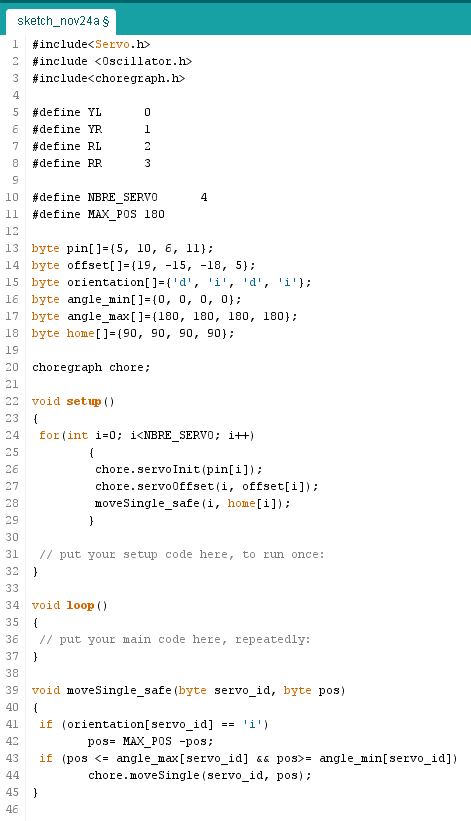 sketch_nov24a §
1 #include<Servo.h>
2 #include <Oscillator.h>
3 #include<choregraph.h>
4
5 #define YL      0
6 #define YR      1
7 #define RL      2
8 #define RR      3
9
10 #define NBRE_SERVO      4
11 #define MAX_POS 180
12
13 byte pin[]={5, 10, 6, 11};
14 byte offset[]={19, -15, -18, 5};
15 byte orientation[]={'d', 'i', 'd', 'i'};
16 byte angle_min[]={0, 0, 0, 0};
17 byte angle_max[]={180, 180, 180, 180};
18 byte home[]={90, 90, 90, 90};
19
20 choregraph chore;
21
22 void setup()
23 {
24  for(int i=0; i<NBRE_SERVO; i++)
25         {
26          chore.servoInit(pin[i]);
27          chore.servoOffset(i, offset[i]);
28          moveSingle_safe(i, home[i]);
29         }
30
31  // put your setup code here, to run once:
32 }
33
34 void loop()
35 {
36  // put your main code here, repeatedly:
37 }
38
39 void moveSingle_safe(byte servo_id, byte pos)
40 {
41  if (orientation[servo_id] == 'i')
42         pos= MAX_POS -pos;
43  if (pos <= angle_max[servo_id] && pos>= angle_min[servo_id])
44         chore.moveSingle(servo_id, pos);
45 }
46